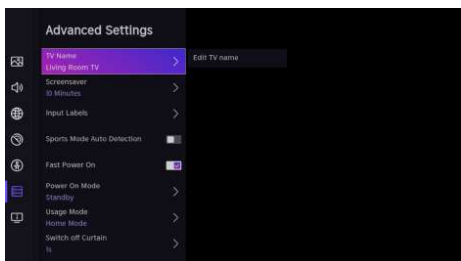 Advanced Settings
TV Name
Living Room TV
Edit TV name
Screensaver
10 Minutes
Input Labels
Sports Mode Auto Detection
Fast Power On
Power On Mode
Standby
Usage Mode
Home Mode
Switch off Curtain